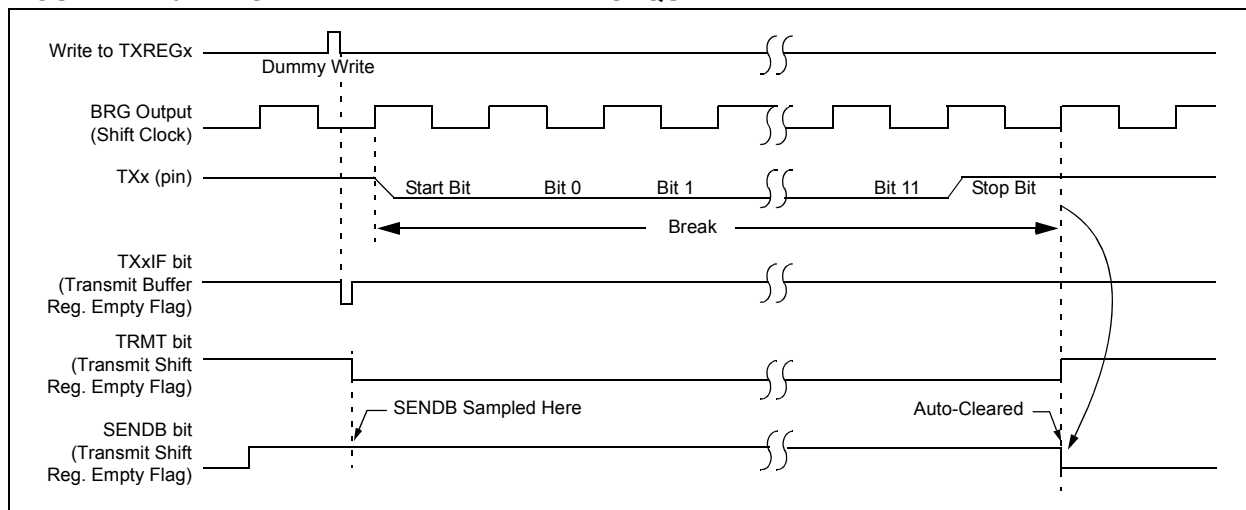 Write to TXREGx
Dummy Write
BRG Output
(Shift Clock)
TXx (pin)
Start Bit
Bit 0
Bit 1
Bit 11
Stop Bit
Break
TXxIF bit
(Transmit Buffer
Reg. Empty Flag)
TRMT bit
(Transmit Shift
Reg. Empty Flag)
SENDB Sampled Here
Auto-Cleared
SENDB bit
(Transmit Shift
Reg. Empty Flag)